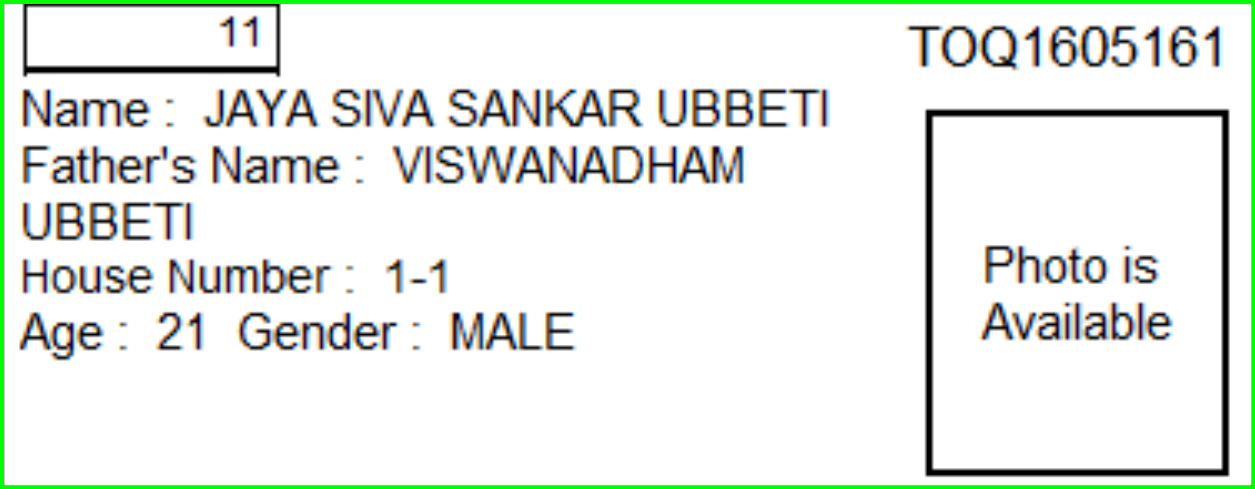 11
TOQ1605161
Name : JAYA SIVA SANKAR UBBETI
Father's Name : VISWANADHAM
UBBETI
House Number : 1-1
Age : 21 Gender : MALE
Photo is
Available